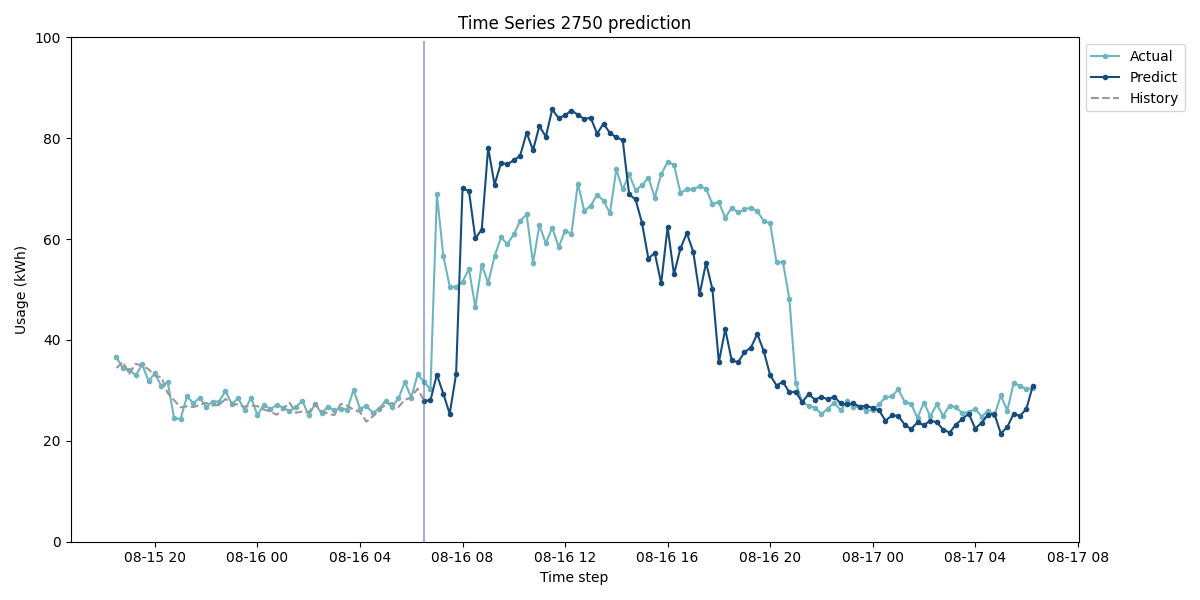 Time Series 2750 prediction
100
80
60
40
20
0
Usage (kWh)
08-15 20
08-16 00
08-16 04
08-16 08
08-16 12
08-16 16
08-16 20
08-17 00
08-17 04
08-17 08
Time step
Actual
Predict
History